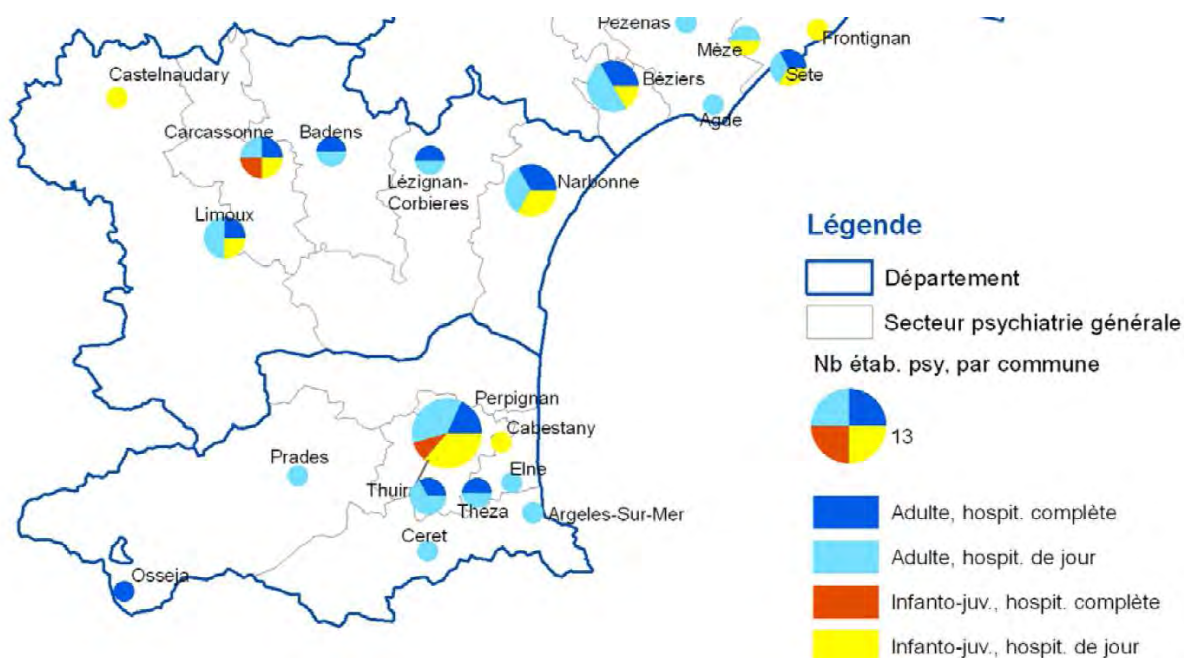 Pezenas
Frontignan
Mèze
Sete
Béziers
Agde
Castelnaudary
Carcassonne
Badens
Lézignan-
Corbieres
Narbonne
Limoux
Perpignan
Cabestany
Prades
Elne
Thuir
Theza
Argeles-Sur-Mer
Ceret
Osseja
Légende
Département
Secteur psychiatrie générale
Nb étab. psy, par commune
13
Adulte, hospit. complète
Adulte, hospit. de jour
Infanto-juv., hospit. complète
Infanto-juv., hospit. de jour